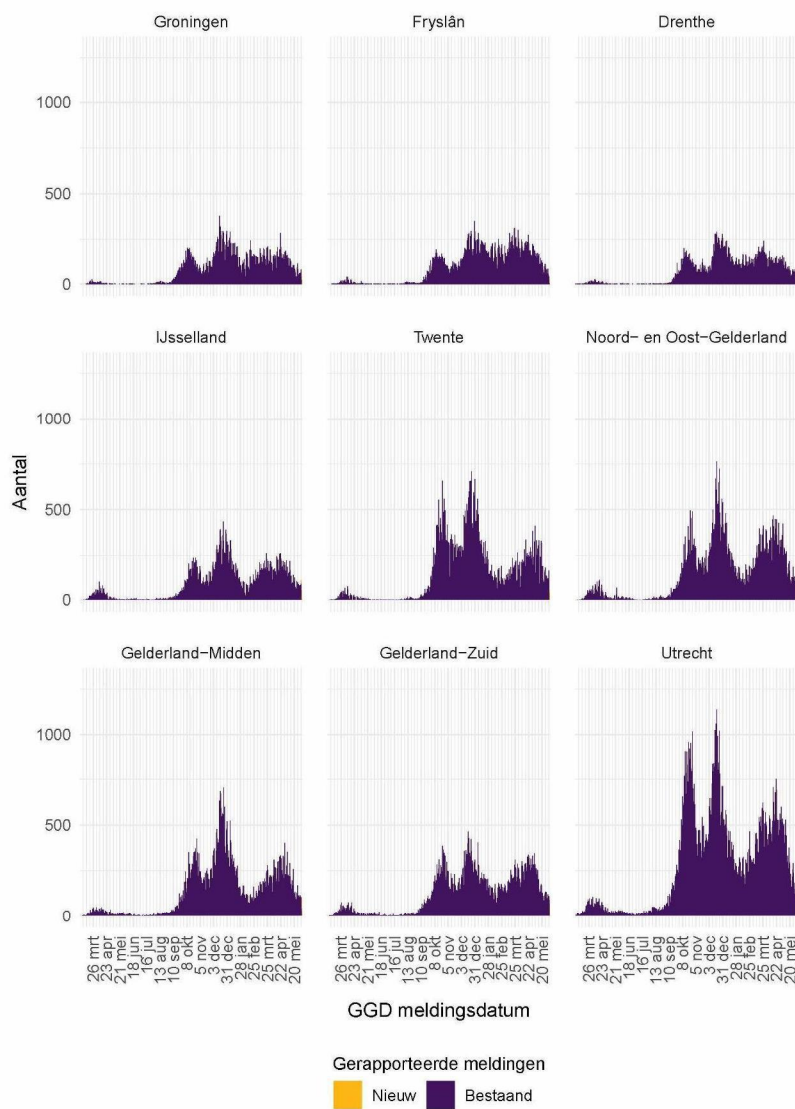 Groningen
Fryslân
Drenthe
1000
500
0
IJsselland
Twente
Noord− en Oost−Gelderland
1000
500
0
Aantal
Gelderland−Midden
Gelderland−Zuid
Utrecht
1000
500
0
26 mrt
23 apr
21 mei
18 jun
16 jul
13 aug
10 sep
8 okt
5 nov
3 dec
31 dec
28 jan
25 feb
25 mrt
22 apr
20 mei
26 mrt
23 apr
21 mei
18 jun
16 jul
13 aug
10 sep
8 okt
5 nov
3 dec
31 dec
28 jan
25 feb
25 mrt
22 apr
20 mei
26 mrt
23 apr
21 mei
18 jun
16 jul
13 aug
10 sep
8 okt
5 nov
3 dec
31 dec
28 jan
25 feb
25 mrt
22 apr
20 mei
GGD meldingsdatum
Gerapporteerde meldingen
Nieuw
Bestaand